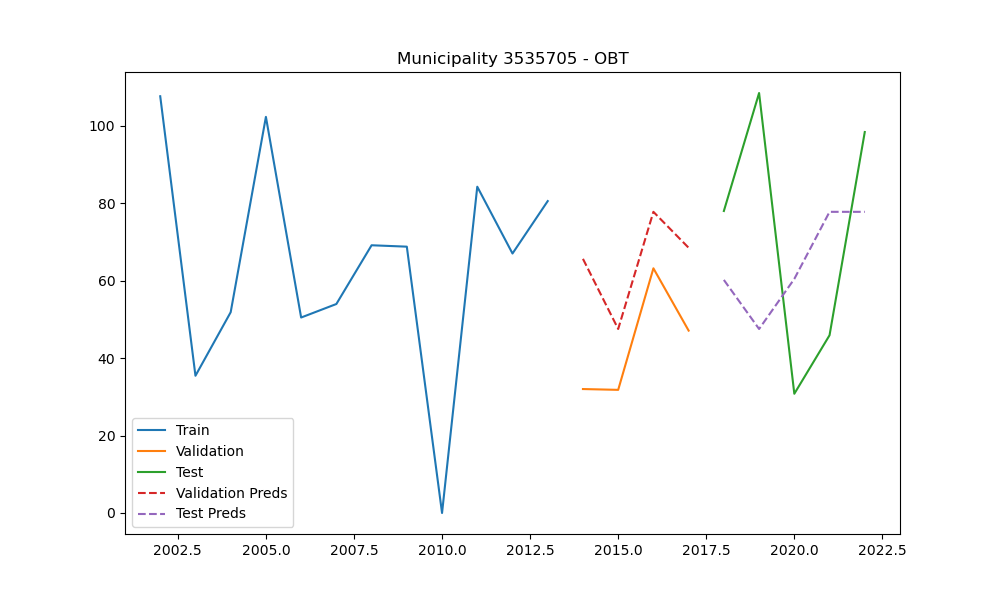 Municipality 3535705 - OBT
100
80
60
40
20
0
Train
Validation
Test
Validation Preds
Test Preds
2002.5 2005.0 2007.5 2010.0 2012.5 2015.0 2017.5 2020.0 2022.5